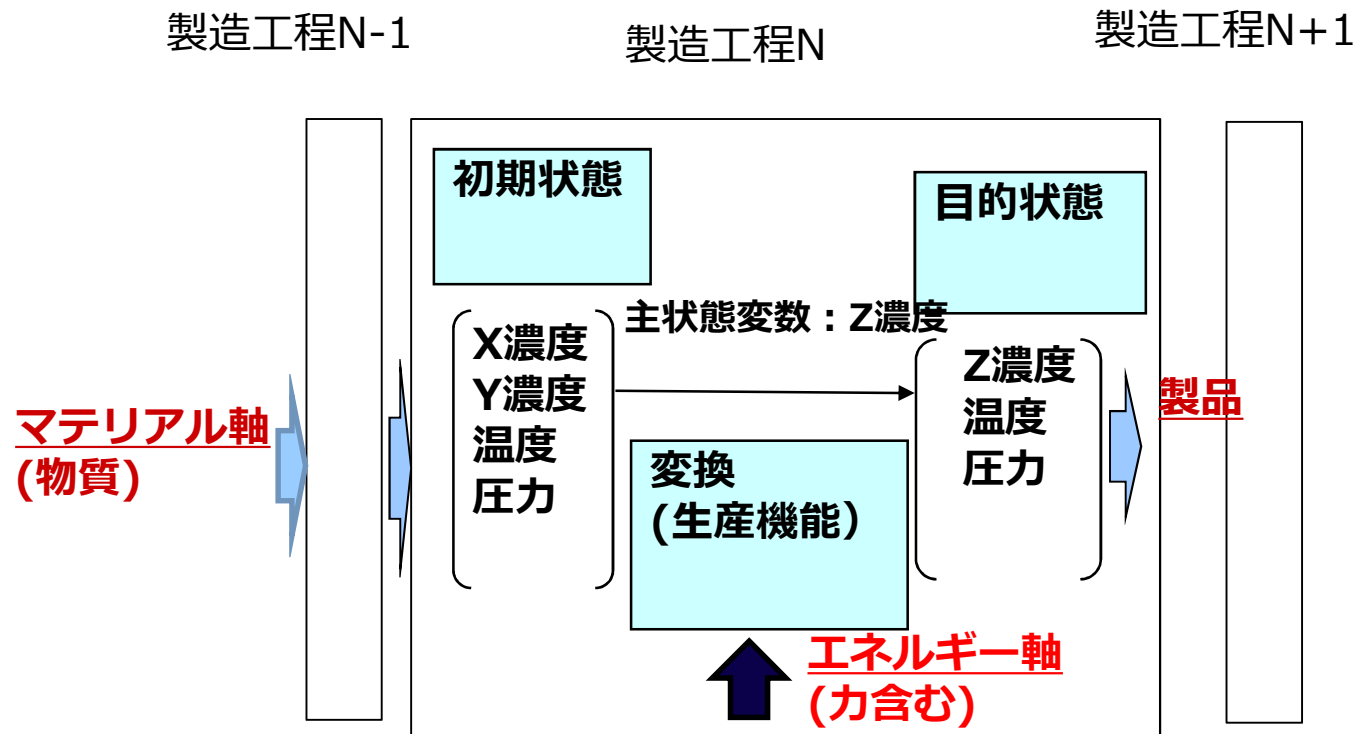 製造工程N-1
製造工程N
製造工程N+1
初期状態
目的状態
主状態変数：Z濃度
X濃度
Y濃度
温度
圧力
Z濃度
温度
圧力
マテリアル軸
(物質)
製品
変換
(生産機能）
エネルギー軸
(力含む)